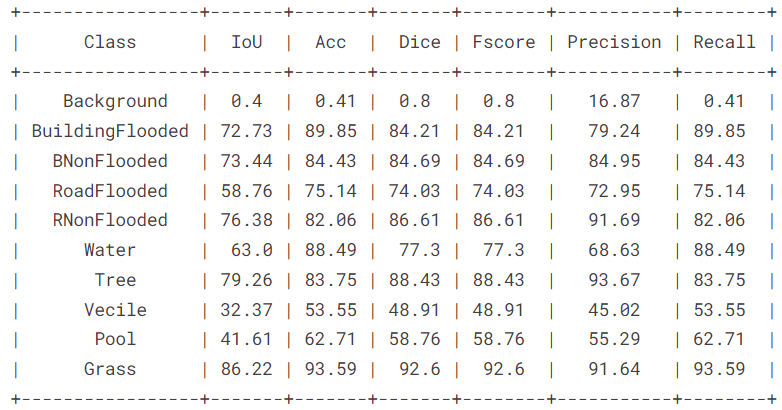 +-----------------+-------+-------+-------+--------+-----------+--------+
|      Class      |  IoU  |  Acc  |  Dice | Fscore | Precision | Recall |
+-----------------+-------+-------+-------+--------+-----------+--------+
|    Background   |  0.4  |  0.41 |  0.8  |  0.8   |   16.87   |  0.41  |
| BuildingFlooded | 72.73 | 89.85 | 84.21 | 84.21  |   79.24   | 89.85  |
|   BNonFlooded   | 73.44 | 84.43 | 84.69 | 84.69  |   84.95   | 84.43  |
|   RoadFlooded   | 58.76 | 75.14 | 74.03 | 74.03  |   72.95   | 75.14  |
|   RNonFlooded   | 76.38 | 82.06 | 86.61 | 86.61  |   91.69   | 82.06  |
|      Water      |  63.0 | 88.49 |  77.3 |  77.3  |   68.63   | 88.49  |
|       Tree      | 79.26 | 83.75 | 88.43 | 88.43  |   93.67   | 83.75  |
|      Vecile     | 32.37 | 53.55 | 48.91 | 48.91  |   45.02   | 53.55  |
|       Pool      | 41.61 | 62.71 | 58.76 | 58.76  |   55.29   | 62.71  |
|      Grass      | 86.22 | 93.59 |  92.6 |  92.6  |   91.64   | 93.59  |
+-----------------+-------+-------+-------+--------+-----------+--------+